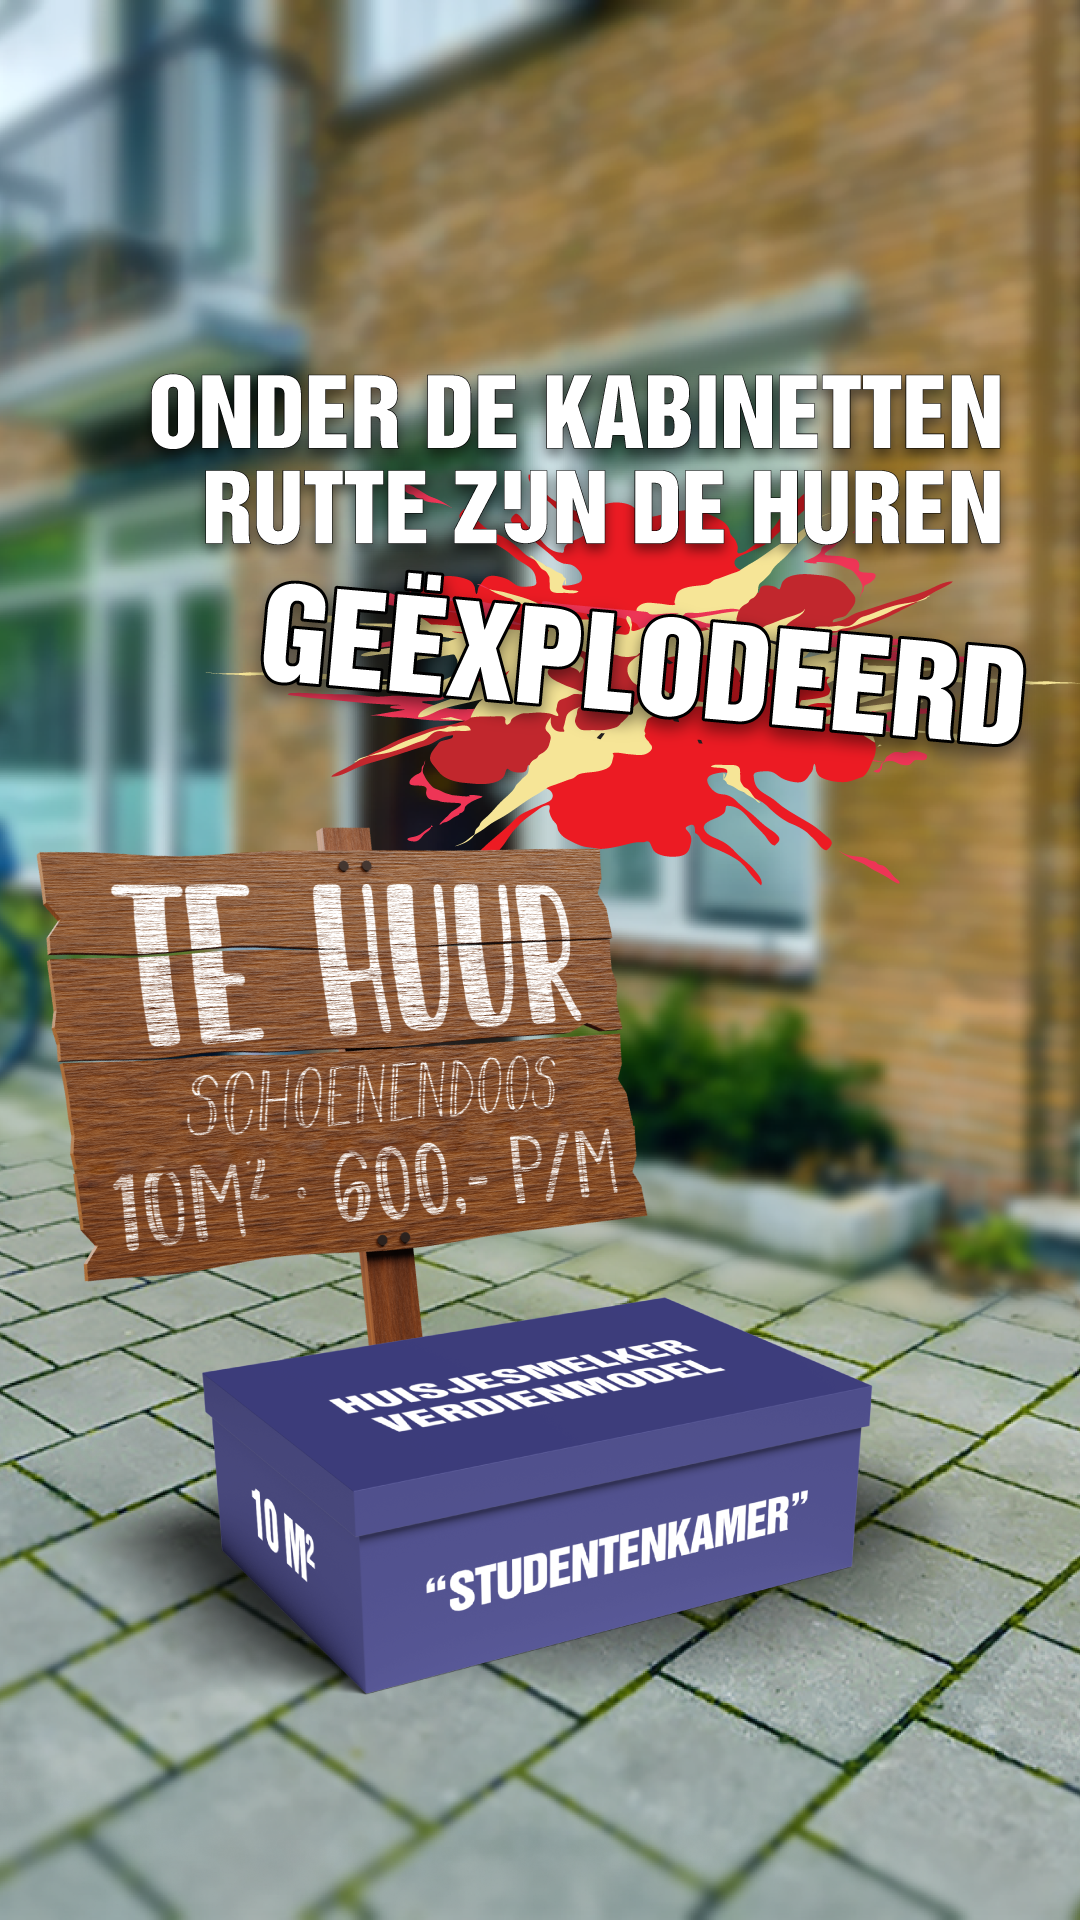 ONDER DE KABINETTEN
RUTTE ZIJN DE HUREN
GEËXPLODEERD
TE HUUR
SCHOENENDOOS
10M² · 600,- P/M
HUISJESMELKER
VERDIENMODEL
10 M²
“STUDENTENKAMER”